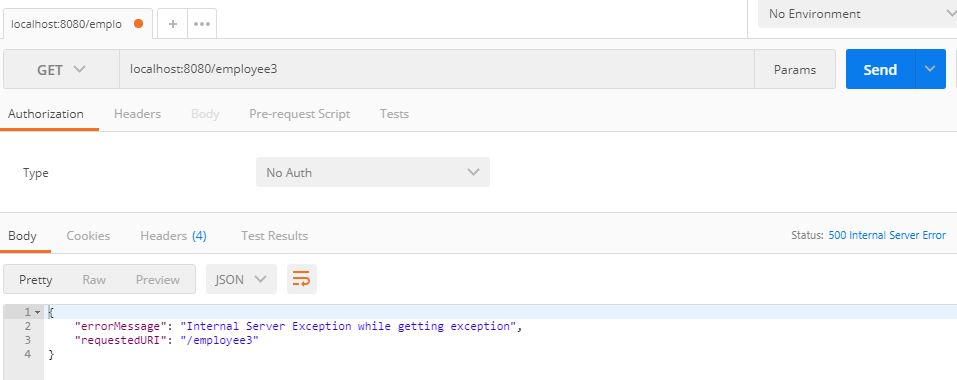 localhost:8080/emplo
No Environment
GET
localhost:8080/employee3
Params
Send
Authorization
Headers
Body
Pre-request Script
Tests
Type
No Auth
Body
Cookies
Headers (4)
Test Results
Status: 500 Internal Server Error
Pretty
Raw
Preview
JSON
1 {
2 "errorMessage": "Internal Server Exception while getting exception",
3 "requestedURI": "/employee3"
4 }